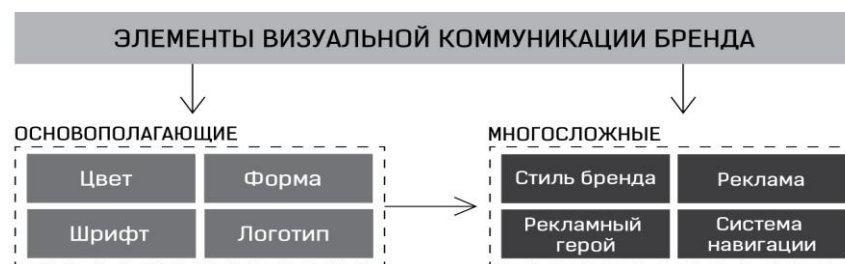 ЭЛЕМЕНТЫ ВИЗУАЛЬНОЙ КОММУНИКАЦИИ БРЕНДА
ОСНОВОПОЛАГАЮЩИЕ
Цвет
Форма
Шрифт
Логотип
МНОГОСЛОЖНЫЕ
Стиль бренда
Реклама
Рекламный
герой
Система
навигации